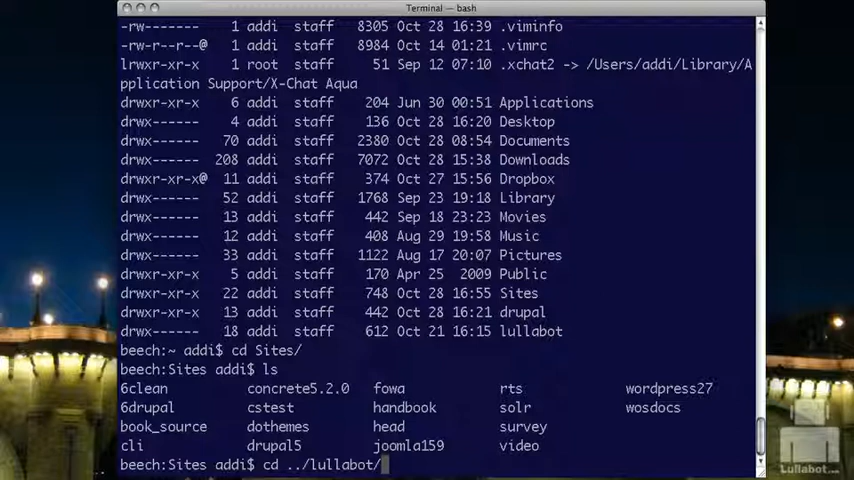 Terminal — bash
-rw-------   1 addi  staff   8305 Oct 28 16:39 .viminfo
-rw-r--r--@  1 addi  staff   8984 Oct 14 01:21 .vimrc
lrwxr-xr-x   1 root  staff     51 Sep 12 07:10 .xchat2 -> /Users/addi/Library/A
pplication Support/X-Chat Aqua
drwxr-xr-x   6 addi  staff    204 Jun 30 00:51 Applications
drwx------   4 addi  staff    136 Oct 28 16:20 Desktop
drwx------  70 addi  staff   2380 Oct 28 08:54 Documents
drwx------ 208 addi  staff   7072 Oct 28 15:38 Downloads
drwxr-xr-x@ 11 addi  staff    374 Oct 27 15:56 Dropbox
drwx------  52 addi  staff   1768 Sep 23 19:18 Library
drwx------  13 addi  staff    442 Sep 18 23:23 Movies
drwx------  12 addi  staff    408 Aug 29 19:58 Music
drwx------  33 addi  staff   1122 Aug 17 20:07 Pictures
drwxr-xr-x   5 addi  staff    170 Apr 25  2009 Public
drwxr-xr-x  22 addi  staff    748 Oct 28 16:55 Sites
drwxr-xr-x  13 addi  staff    442 Oct 28 16:21 drupal
drwx------  18 addi  staff    612 Oct 21 16:15 lullabot
beech:~ addi$ cd Sites/
beech:Sites addi$ ls
6clean concrete5.2.0 fowa rts wordpress27
6drupal cstest handbook solr wosdocs
book_source dothemes head survey
cli drupal5 joomla159 video
beech:Sites addi$ cd ../lullabot/
Lullabot